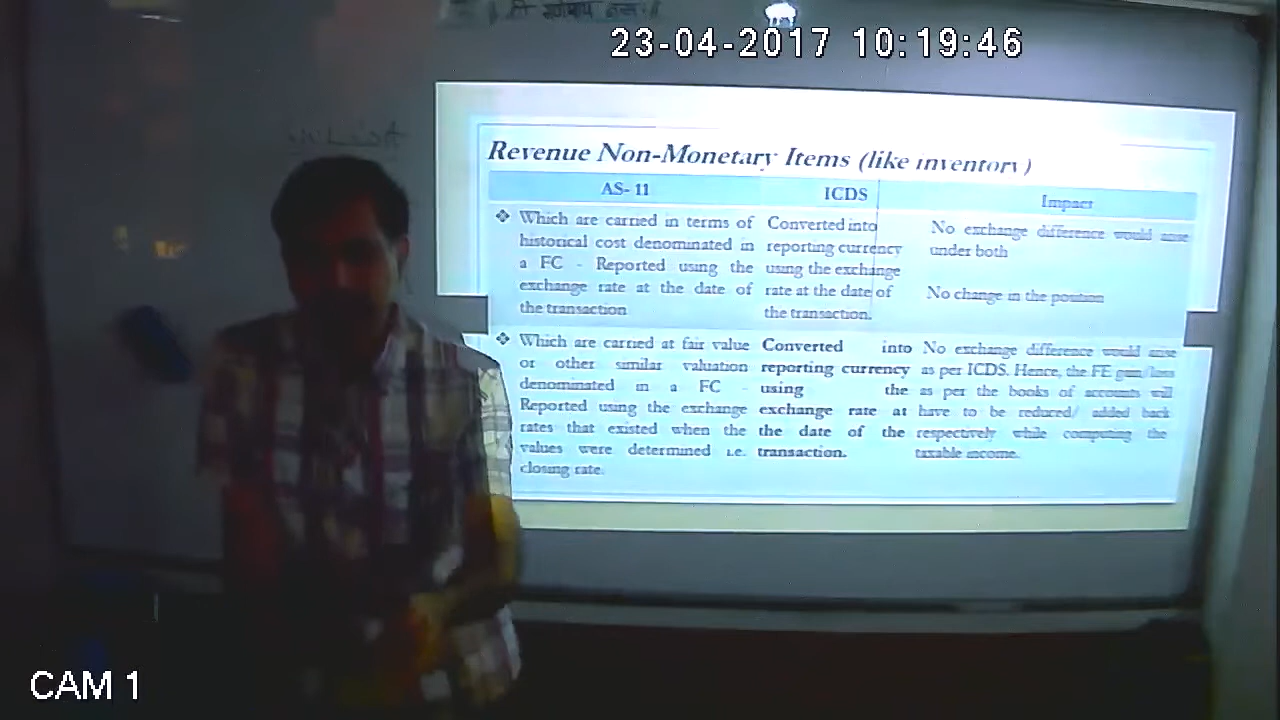 23-04-2017 10:19:46
Revenue Non-Monetary Items (like inventory)
AS- 11 ICDS Impact
❖ Which are carried in terms of
historical cost denominated in
a FC - Reported using the
exchange rate at the date of
the transaction
Converted into
reporting currency
using the exchange
rate at the date of
the transaction.
No exchange difference would arise
under both
No change in the position
❖ Which are carried at fair value
or other similar valuation
denominated in a FC -
Reported using the exchange
rates that existed when the
values were determined i.e.
closing rate.
Converted into
reporting currency
using the
exchange rate at
the date of the
transaction.
No exchange difference would arise
as per ICDS. Hence, the FE gain/loss
as per the books of accounts will
have to be reduced/ added back
respectively while computing the
taxable income.
CAM 1